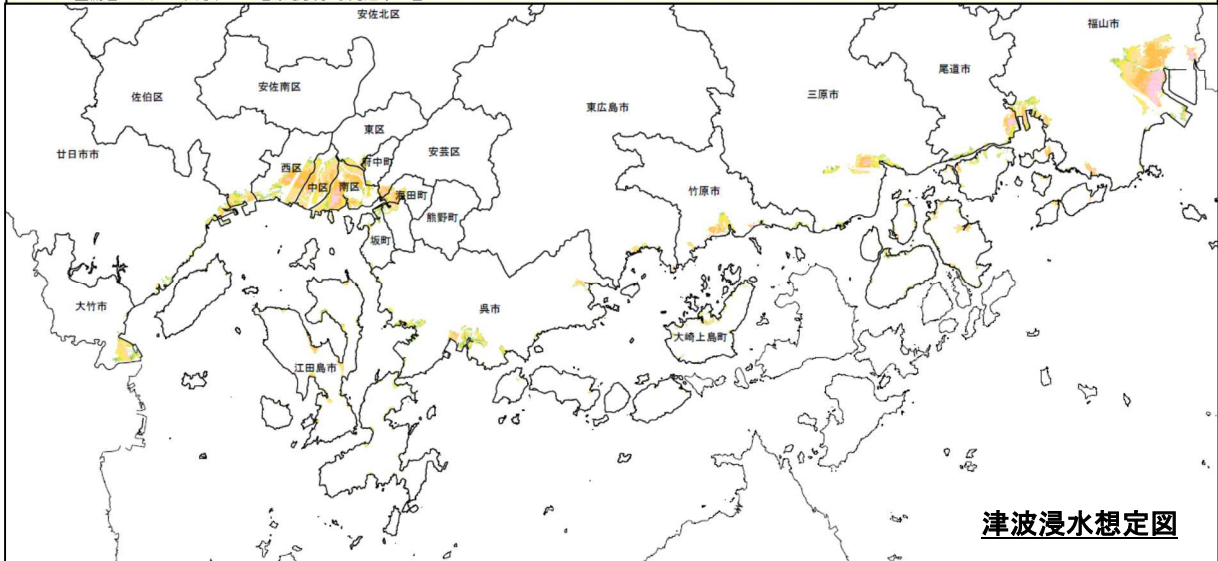 安佐北区
福山市
尾道市
佐伯区
安佐南区
三原市
東広島市
東区
廿日市市
安芸区
府中町
西区
中区
南区
海田町
竹原市
熊野町
坂町
大竹市
呉市
大崎上島町
江田島市
津波浸水想定図